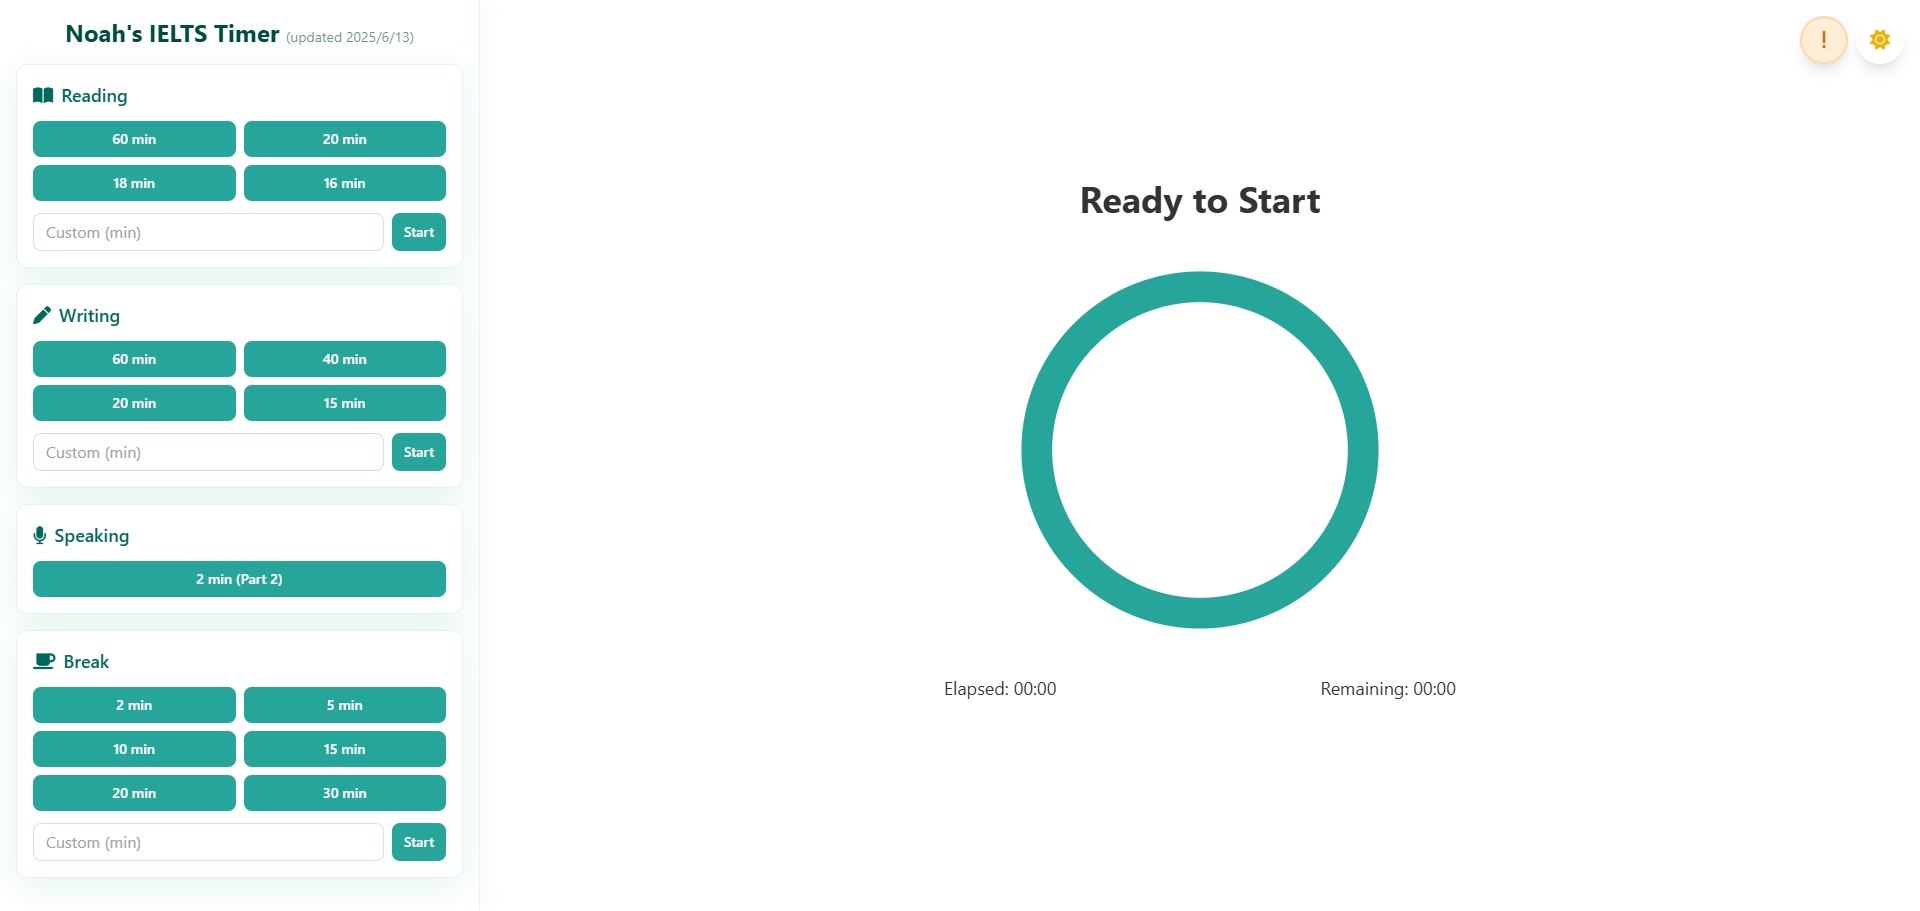 Noah's IELTS Timer (updated 2025/6/13)
Reading
60 min
20 min
18 min
16 min
Custom (min)
Start
Writing
60 min
40 min
20 min
15 min
Custom (min)
Start
Speaking
2 min (Part 2)
Break
2 min
5 min
10 min
15 min
20 min
30 min
Custom (min)
Start
!
Ready to Start
Elapsed: 00:00
Remaining: 00:00